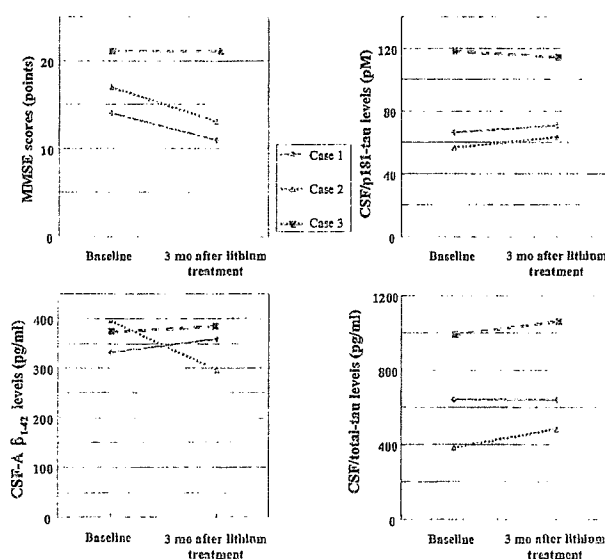 MMSE scores (points)
20
10
0
Baseline
3 mo after lithium
treatment
Case 1
Case 2
Case 3
CSF/p181-tau levels (pM)
120
80
40
0
Baseline
3 mo after lithium
treatment
CSF-A β1-42 levels (pg/ml)
400
300
200
100
0
Baseline
3 mo after lithium
treatment
CSF/total-tau levels (pg/ml)
1200
800
400
0
Baseline
3 mo after lithium
treatment